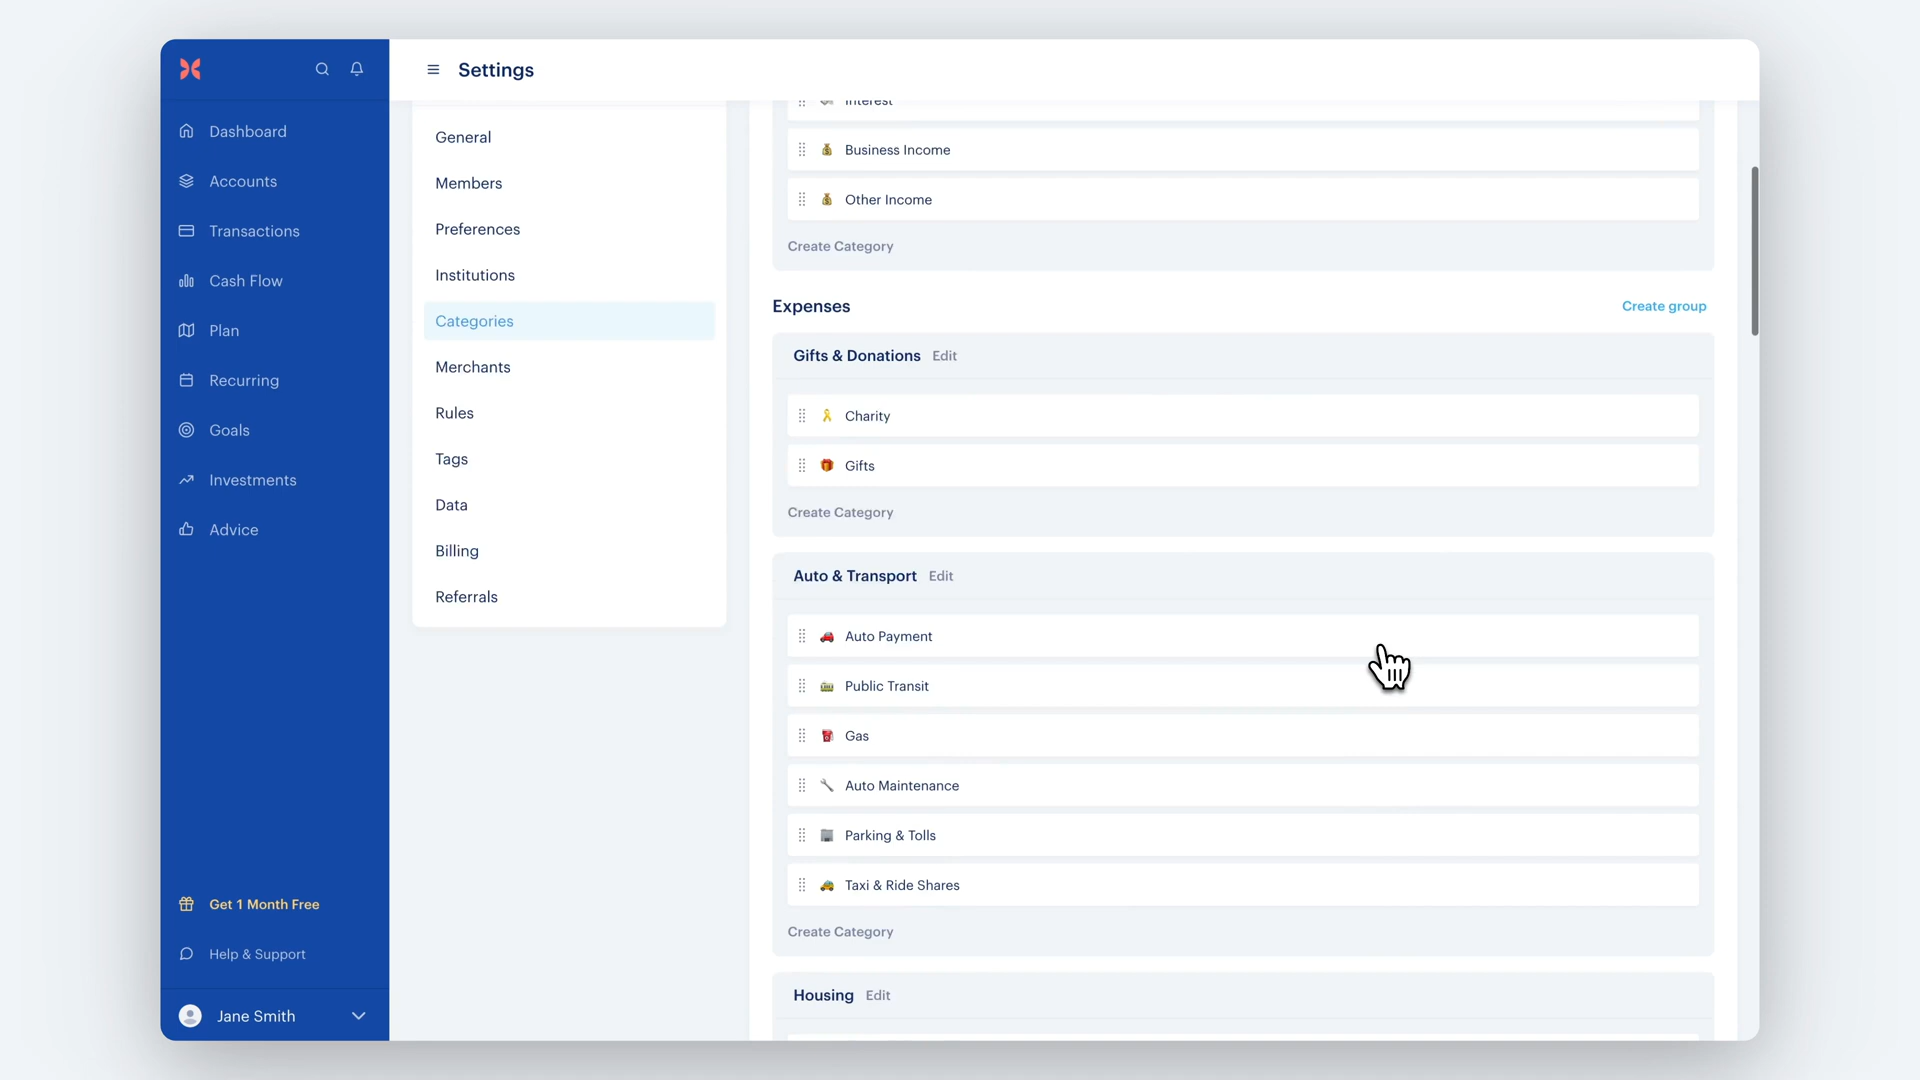 Settings
Dashboard
Accounts
Transactions
Cash Flow
Plan
Recurring
Goals
Investments
Advice
Get 1 Month Free
Help & Support
Jane Smith
General
Members
Preferences
Institutions
Categories
Merchants
Rules
Tags
Data
Billing
Referrals
Interest
Business Income
Other Income
Create Category
Expenses
Create group
Gifts & Donations Edit
Charity
Gifts
Create Category
Auto & Transport Edit
Auto Payment
Public Transit
Gas
Auto Maintenance
Parking & Tolls
Taxi & Ride Shares
Create Category
Housing Edit